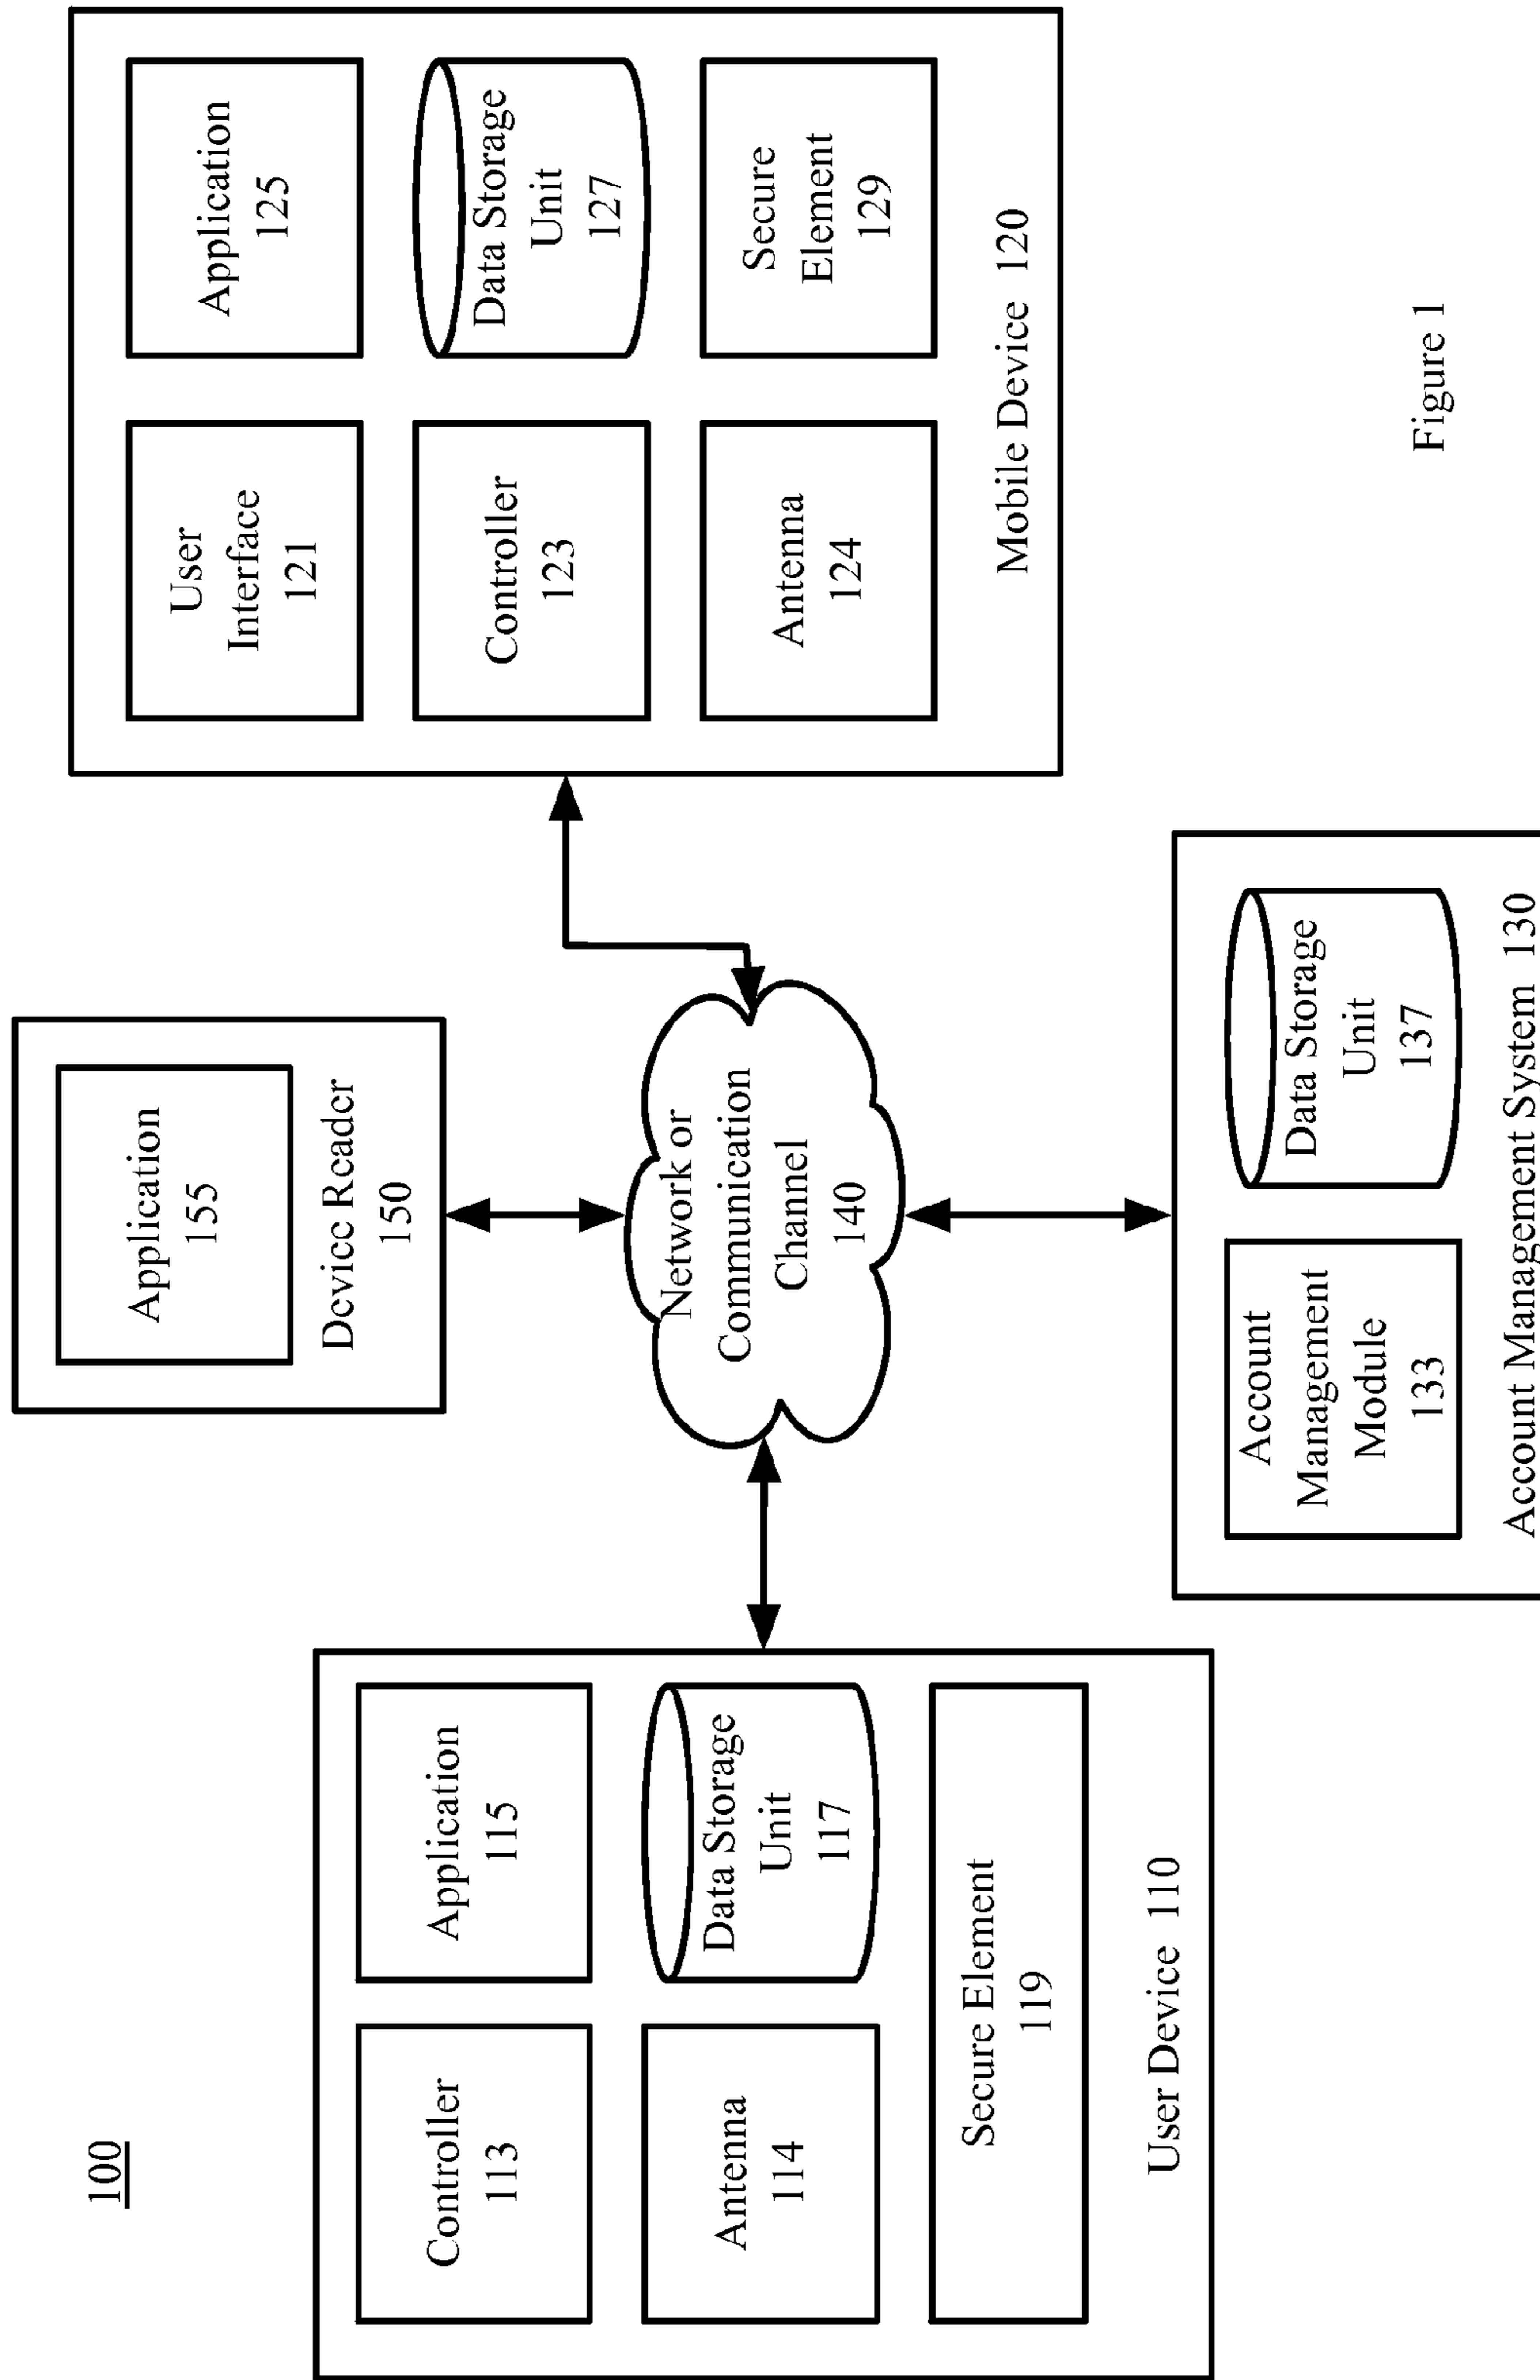 100
Application
155
Device Reader
150
Controller
113
Application
115
Antenna
114
Data Storage
Unit
117
Secure Element
119
User Device 110
Network or
Communication
Channel
140
User
Interface
121
Application
125
Controller
123
Data Storage
Unit
127
Antenna
124
Secure
Element
129
Mobile Device 120
Account
Management
Module
133
Data Storage
Unit
137
Account Management System 130
Figure 1